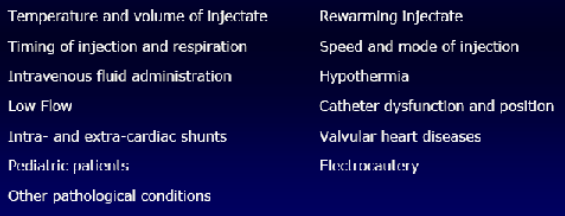 Temperature and volume of injectate
Rewarming injectate
Timing of injection and respiration
Speed and mode of injection
Intravenous fluid administration
Hypothermia
Low Flow
Catheter dysfunction and position
Intra- and extra-cardiac shunts
Valvular heart diseases
Pediatric patients
Electrocautery
Other pathological conditions